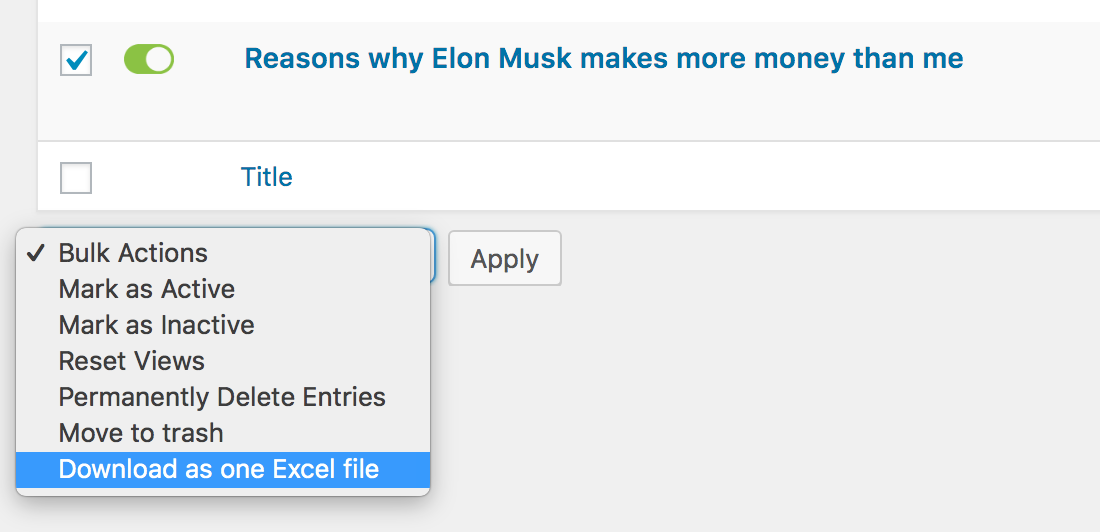 Reasons why Elon Musk makes more money than me
Title
Bulk Actions
Apply
Mark as Active
Mark as Inactive
Reset Views
Permanently Delete Entries
Move to trash
Download as one Excel file